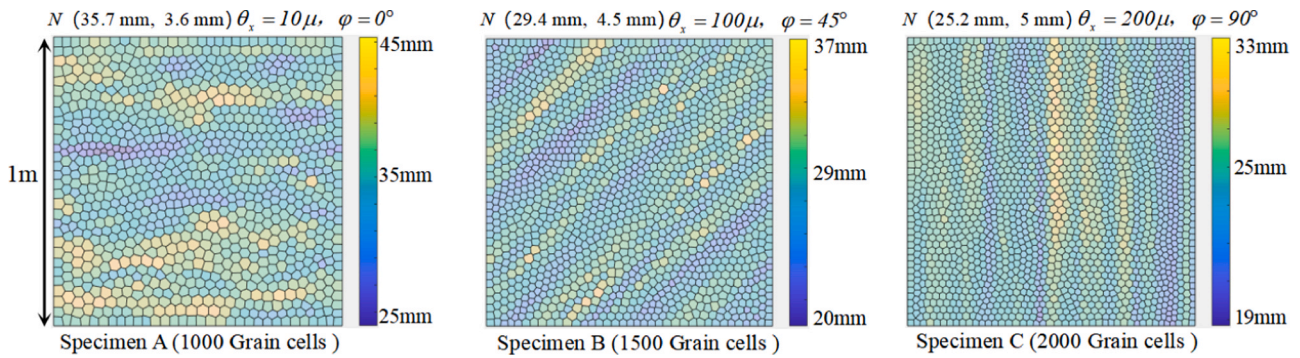 N (35.7 mm, 3.6 mm) θx = 10μ, φ = 0°
45mm
35mm
25mm
1m
Specimen A (1000 Grain cells )
N (29.4 mm, 4.5 mm) θx = 100μ, φ = 45°
37mm
29mm
20mm
Specimen B (1500 Grain cells )
N (25.2 mm, 5 mm) θx = 200μ, φ = 90°
33mm
25mm
19mm
Specimen C (2000 Grain cells )